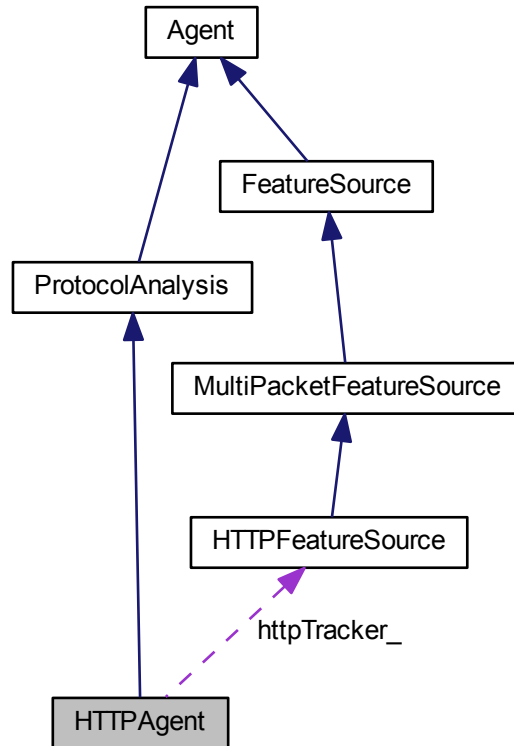 Agent
FeatureSource
ProtocolAnalysis
MultiPacketFeatureSource
HTTPFeatureSource
httpTracker_
HTTPAgent